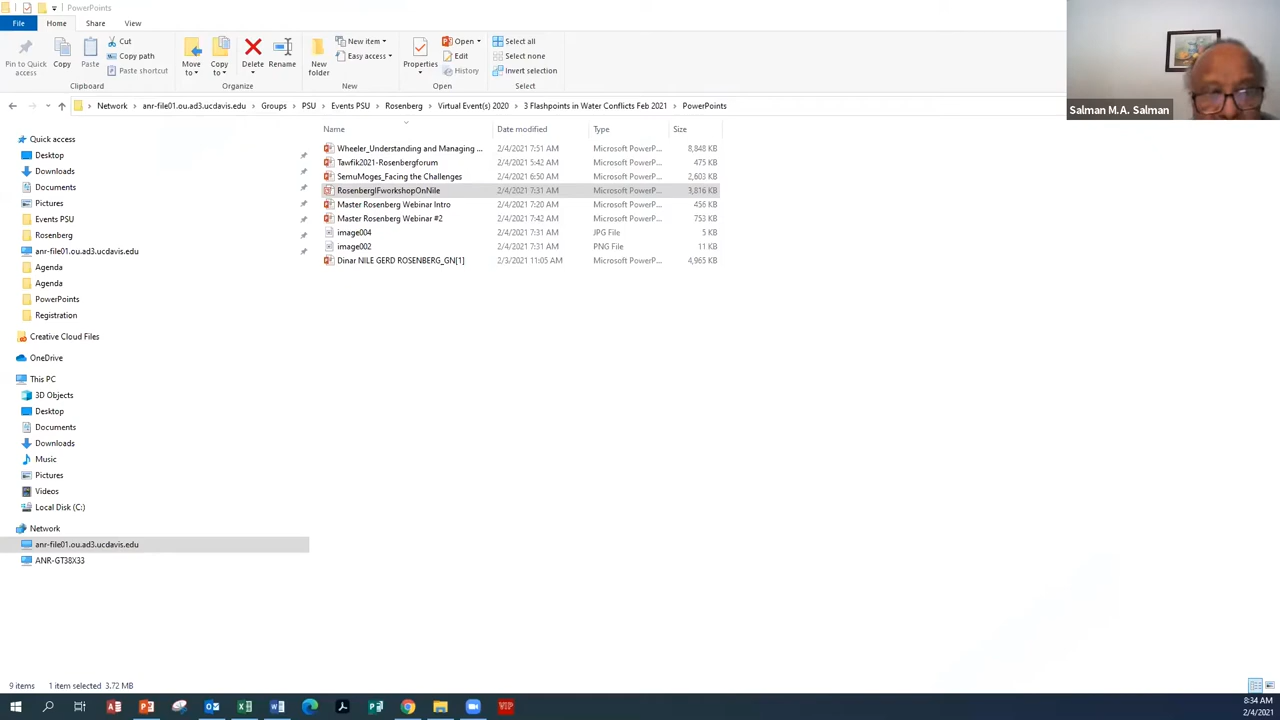 PowerPoints
File Home Share View
Pin to Quick access
Copy
Paste
Cut
Copy path
Paste shortcut
Clipboard
Move to
Copy to
Delete
Rename
Organize
New folder
New item
Easy access
New
Properties
Open
Edit
History
Open
Select all
Select none
Invert selection
Select
Network > anr-file01.ou.ad3.ucdavis.edu > Groups > PSU > Events PSU > Rosenberg > Virtual Event(s) 2020 > 3 Flashpoints in Water Conflicts Feb 2021 > PowerPoints
Salman M.A. Salman
Quick access
Desktop
Downloads
Documents
Pictures
Events PSU
Rosenberg
anr-file01.ou.ad3.ucdavis.edu
Agenda
Agenda
PowerPoints
Registration
Creative Cloud Files
OneDrive
This PC
3D Objects
Desktop
Documents
Downloads
Music
Pictures
Videos
Local Disk (C:)
Network
anr-file01.ou.ad3.ucdavis.edu
ANR-GT38X33
Name Date modified Type Size
Wheeler_Understanding and Managing ... 2/4/2021 7:51 AM Microsoft PowerP... 8,848 KB
Tawfik2021-Rosenbergforum 2/4/2021 5:42 AM Microsoft PowerP... 475 KB
SemuMoges_Facing the Challenges 2/4/2021 6:50 AM Microsoft PowerP... 2,603 KB
RosenberglFworkshopOnNile 2/4/2021 7:31 AM Microsoft PowerP... 3,816 KB
Master Rosenberg Webinar Intro 2/4/2021 7:20 AM Microsoft PowerP... 456 KB
Master Rosenberg Webinar #2 2/4/2021 7:42 AM Microsoft PowerP... 753 KB
image004 2/4/2021 7:31 AM JPG File 5 KB
image002 2/4/2021 7:31 AM PNG File 11 KB
Dinar NILE GERD ROSENBERG_GN[1] 2/3/2021 11:05 AM Microsoft PowerP... 4,965 KB
9 items 1 item selected 3.72 MB
VIP
8:34 AM
2/4/2021